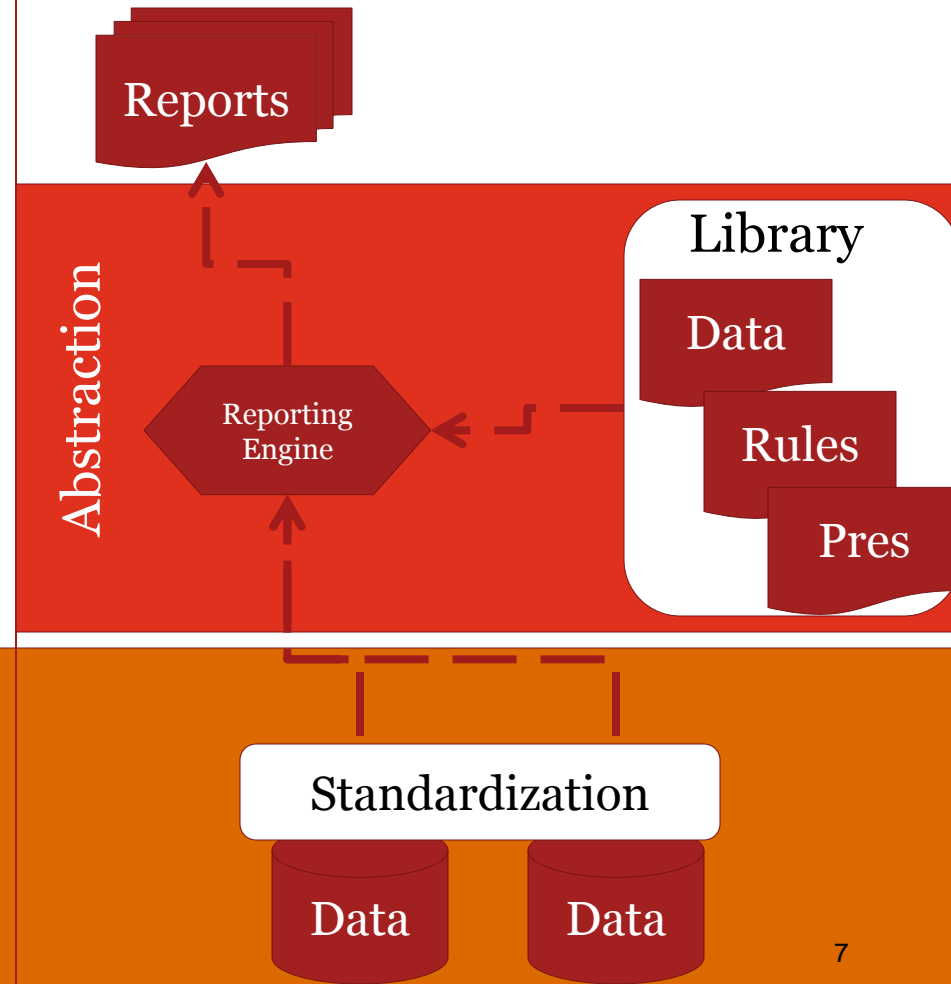 Reports
Abstraction
Library
Data
Rules
Pres
Reporting
Engine
Standardization
Data
Data
7